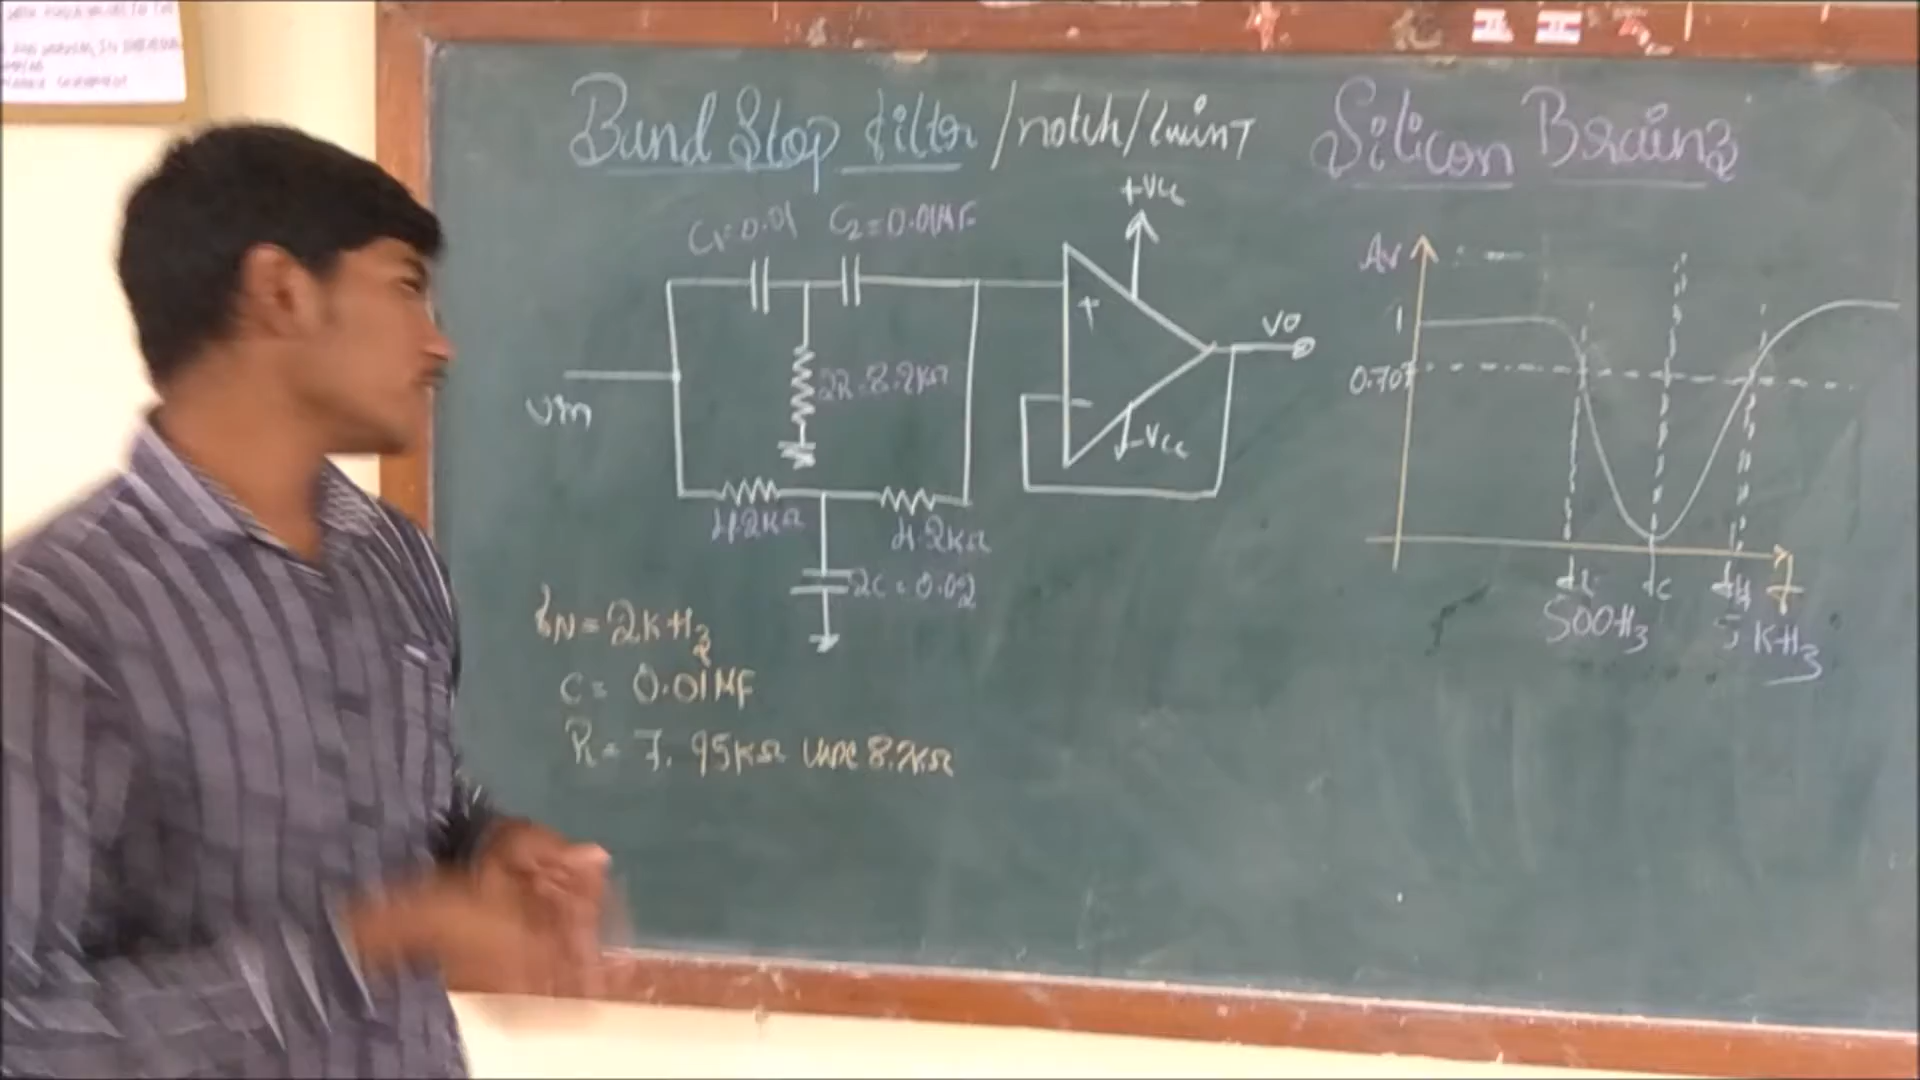 Band Stop filter/notch/twinT
Silicon Brainz
C1=0.01
C2=0.01MF
+Vcc
Av
1
0.707
+
Vo
2R=8.2KΩ
Vin
-Vcc
4.2KΩ
4.2KΩ
2C=0.02
fL
fc
fH
f
500Hz
5KHz
fN=2KHz
C=0.01MF
R=7.95KΩ use 8.2KΩ